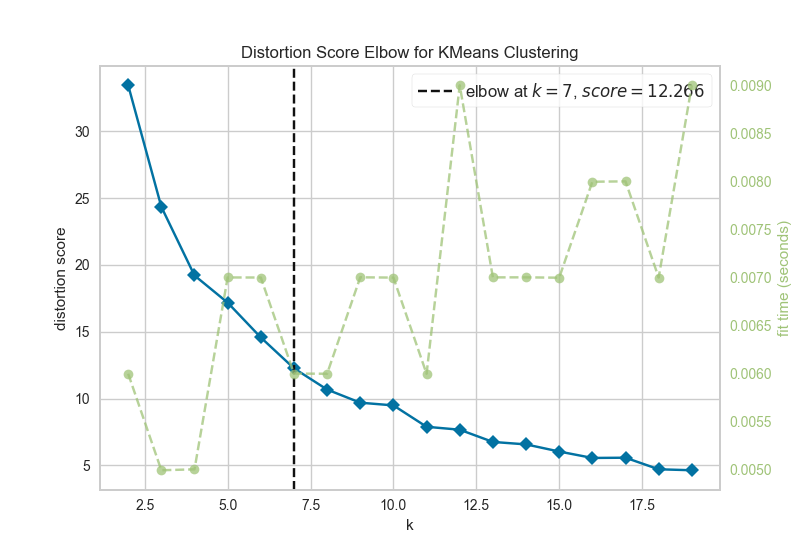 Distortion Score Elbow for KMeans Clustering
elbow at k = 7, score = 12.266
distortion score
30
25
20
15
10
5
0.0090
0.0085
0.0080
0.0075
0.0070
0.0065
0.0060
0.0055
0.0050
fit time (seconds)
2.5 5.0 7.5 10.0 12.5 15.0 17.5
k